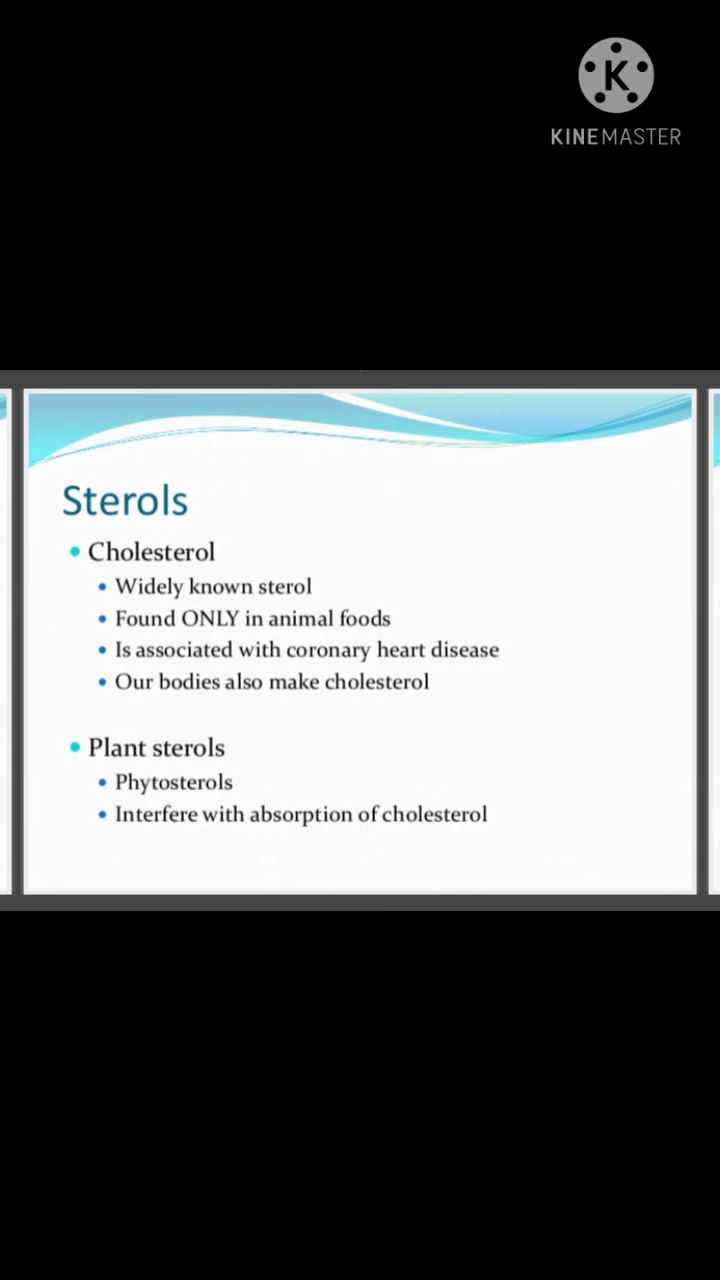 K
KINEMASTER
Sterols
• Cholesterol
• Widely known sterol
• Found ONLY in animal foods
• Is associated with coronary heart disease
• Our bodies also make cholesterol
• Plant sterols
• Phytosterols
• Interfere with absorption of cholesterol